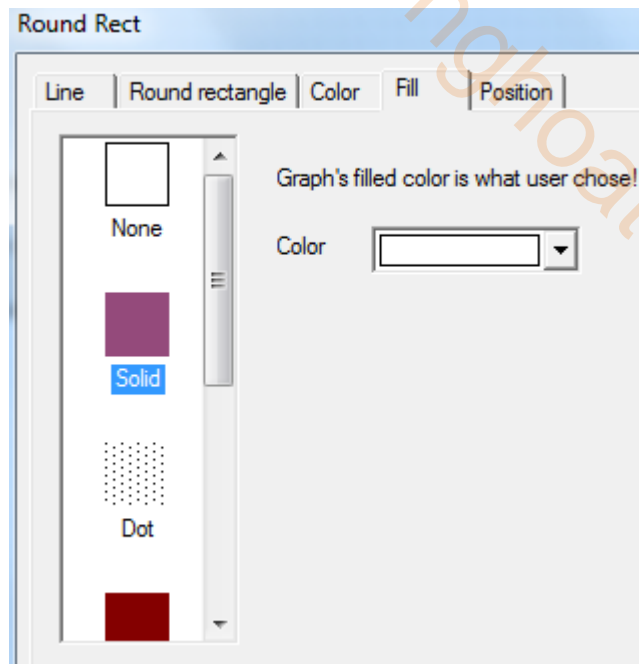 Round Rect
Line Round rectangle Color Fill Position
None
Graph's filled color is what user chose!
Color
Solid
Dot